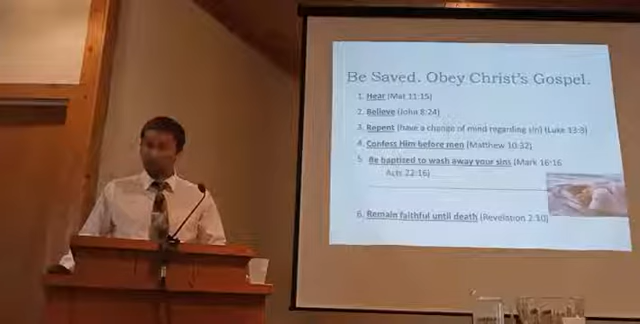 Be Saved. Obey Christ's Gospel.
1. Hear (Mat 11:15)
2. Believe (John 8:24)
3. Repent (have a change of mind regarding sin) (Luke 13:3)
4. Confess Him before men (Matthew 10:32)
5. Be baptized to wash away your sins (Mark 16:16
Acts 22:16)
6. Remain faithful until death (Revelation 2:10)